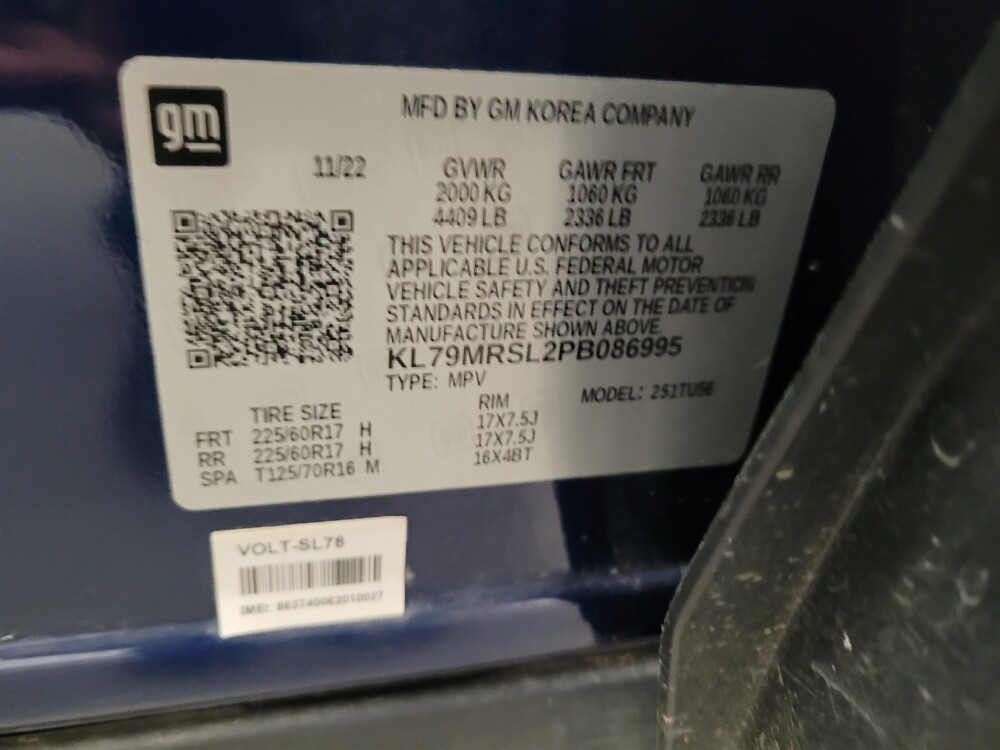 gm
MFD BY GM KOREA COMPANY
11/22 GVWR GAWR FRT GAWR RR
2000 KG 1060 KG 1060 KG
4409 LB 2336 LB 2336 LB
THIS VEHICLE CONFORMS TO ALL
APPLICABLE U.S. FEDERAL MOTOR
VEHICLE SAFETY AND THEFT PREVENTION
STANDARDS IN EFFECT ON THE DATE OF
MANUFACTURE SHOWN ABOVE.
KL79MRSL2PB086995
TYPE: MPV MODEL: 251TU56
TIRE SIZE RIM
FRT 225/60R17 H 17X7.5J
RR 225/60R17 H 17X7.5J
SPA T125/70R16 M 16X4BT
VOLT-SL78
IMEI: 863740062010027